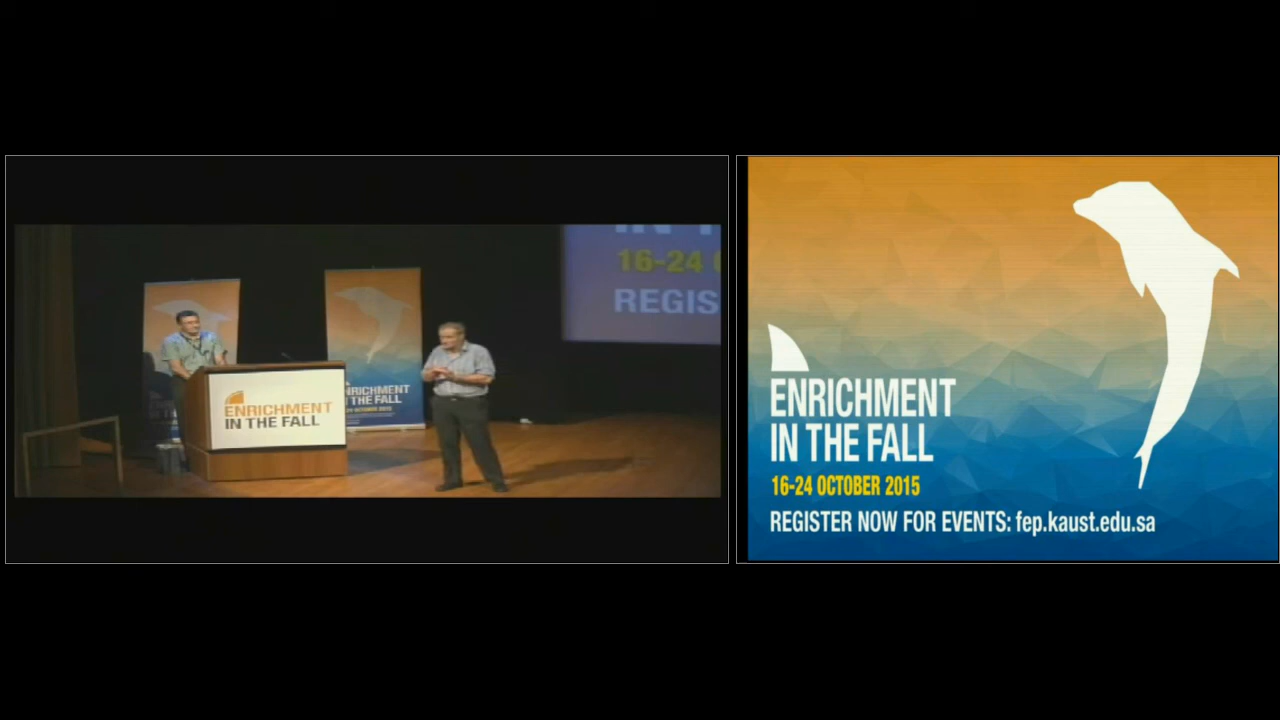 16-24
REGIS
ENRICHMENT
IN THE FALL
ENRICHMENT
IN THE FALL
ENRICHMENT
IN THE FALL
16-24 OCTOBER 2015
REGISTER NOW FOR EVENTS: fep.kaust.edu.sa